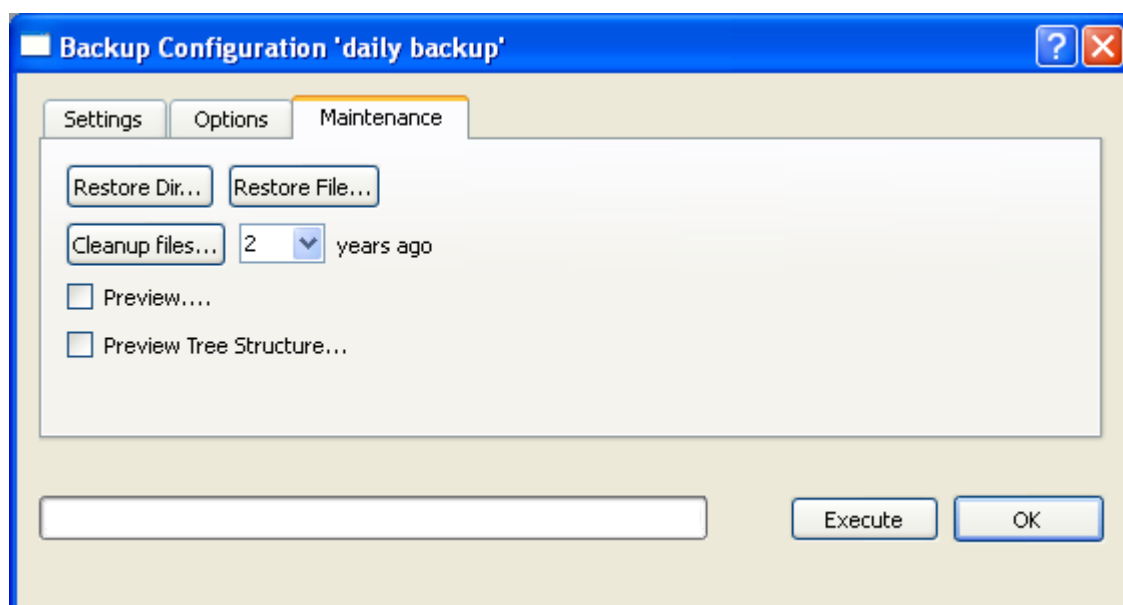 Backup Configuration 'daily backup'
Settings Options Maintenance
Restore Dir... Restore File...
Cleanup files... 2 years ago
Preview....
Preview Tree Structure...
Execute OK